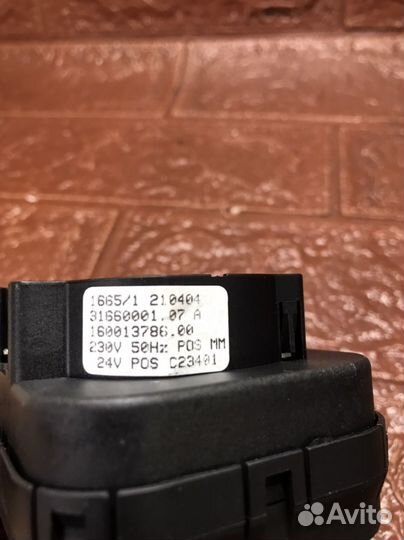 1665/1 210404
31660001.07 A
160013786.00
230V 50Hz POS MM
24V POS C23401
Avito